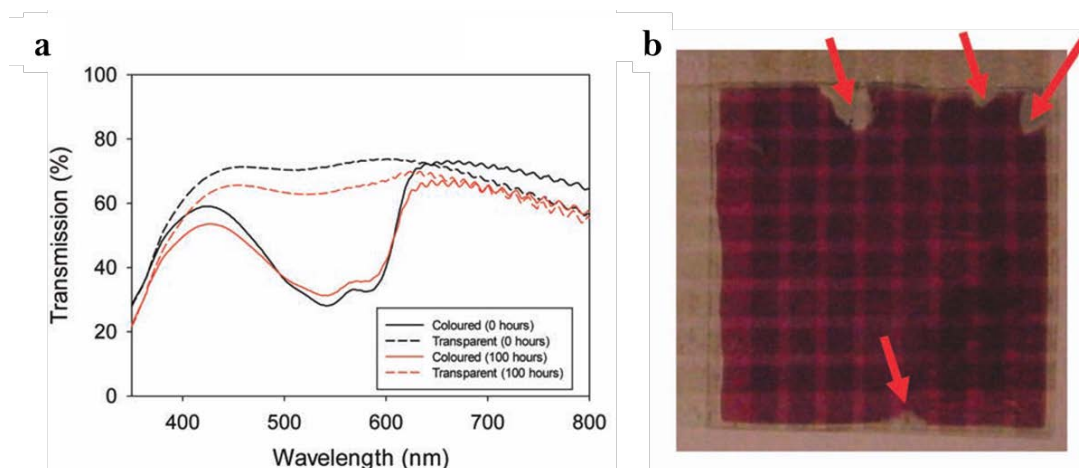 a
b
100
80
60
40
20
0
Transmission (%)
400 500 600 700 800
Wavelength (nm)
Coloured (0 hours)
Transparent (0 hours)
Coloured (100 hours)
Transparent (100 hours)